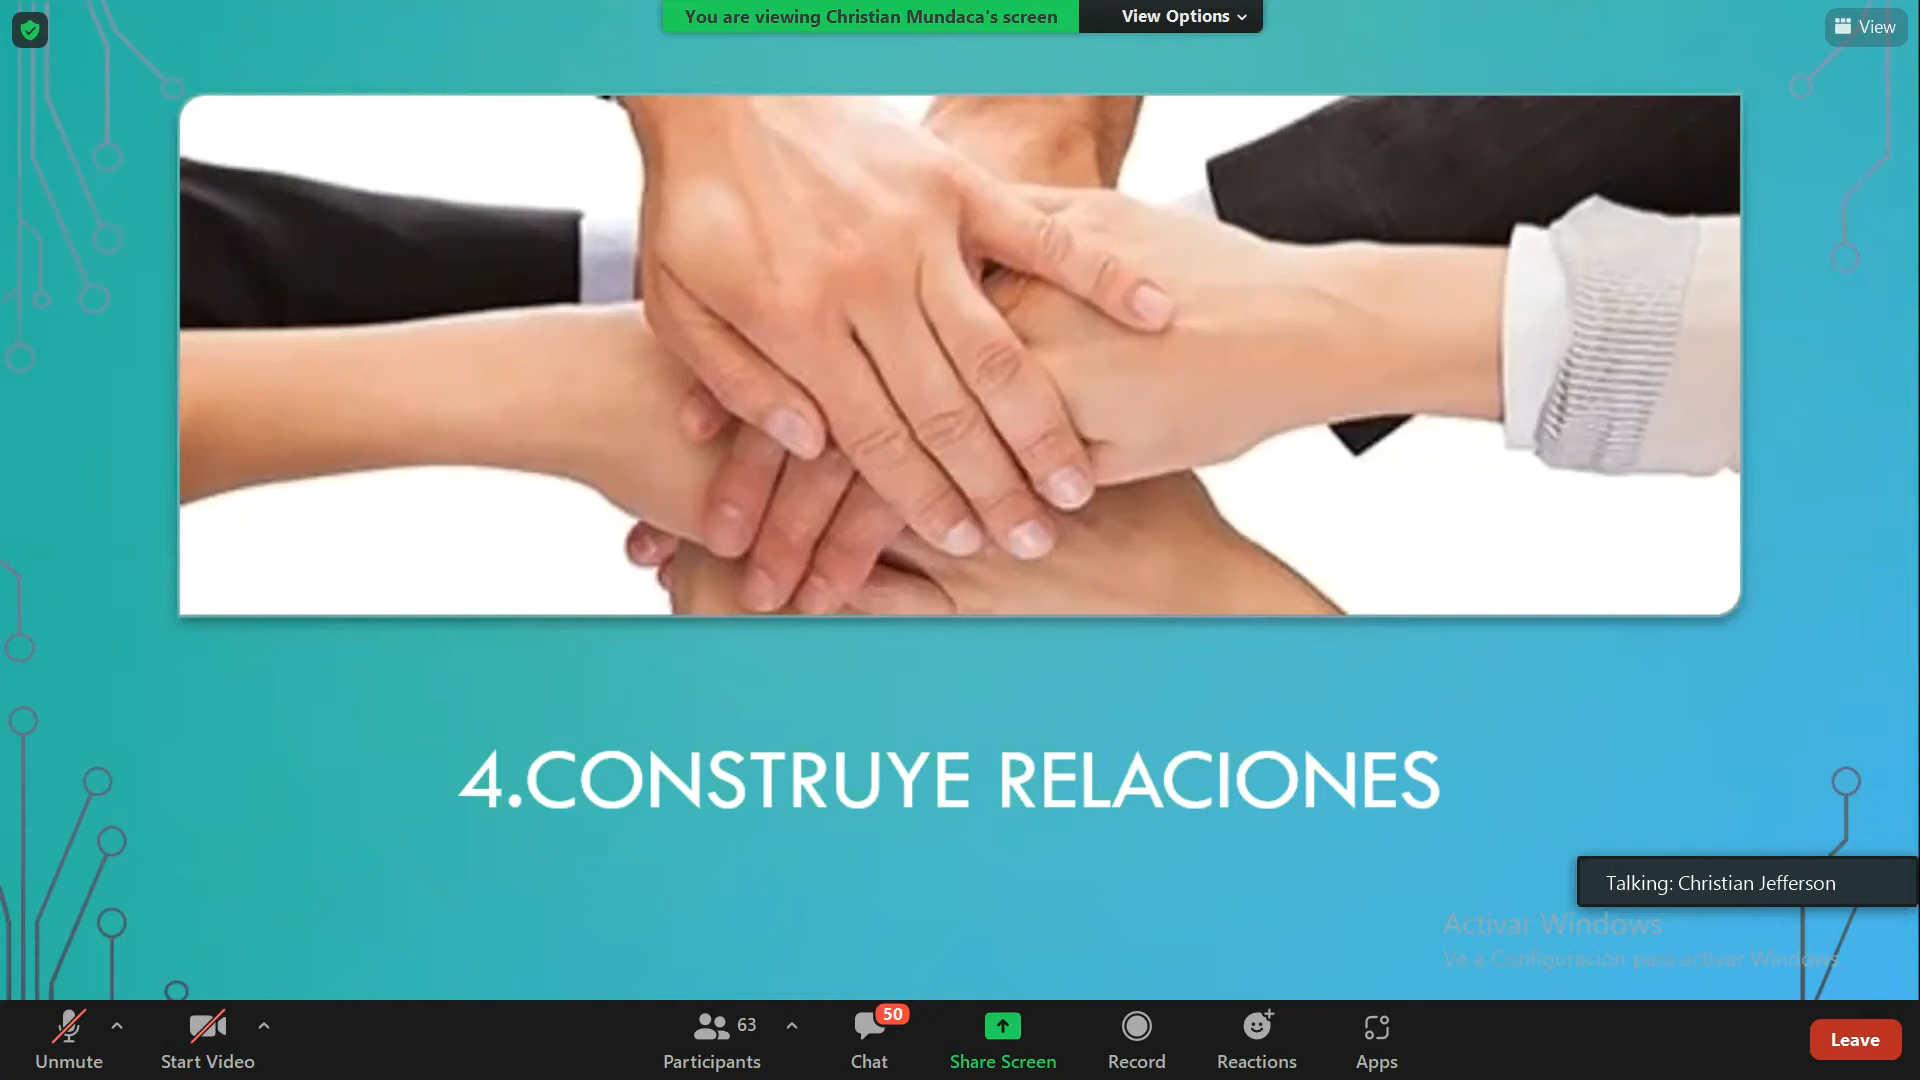 You are viewing Christian Mundaca's screen
View Options
View
4.CONSTRUYE RELACIONES
Talking: Christian Jefferson
Activar Windows
Ve a Configuración para activar Windows
63
50
Unmute
Start Video
Participants
Chat
Share Screen
Record
Reactions
Apps
Leave